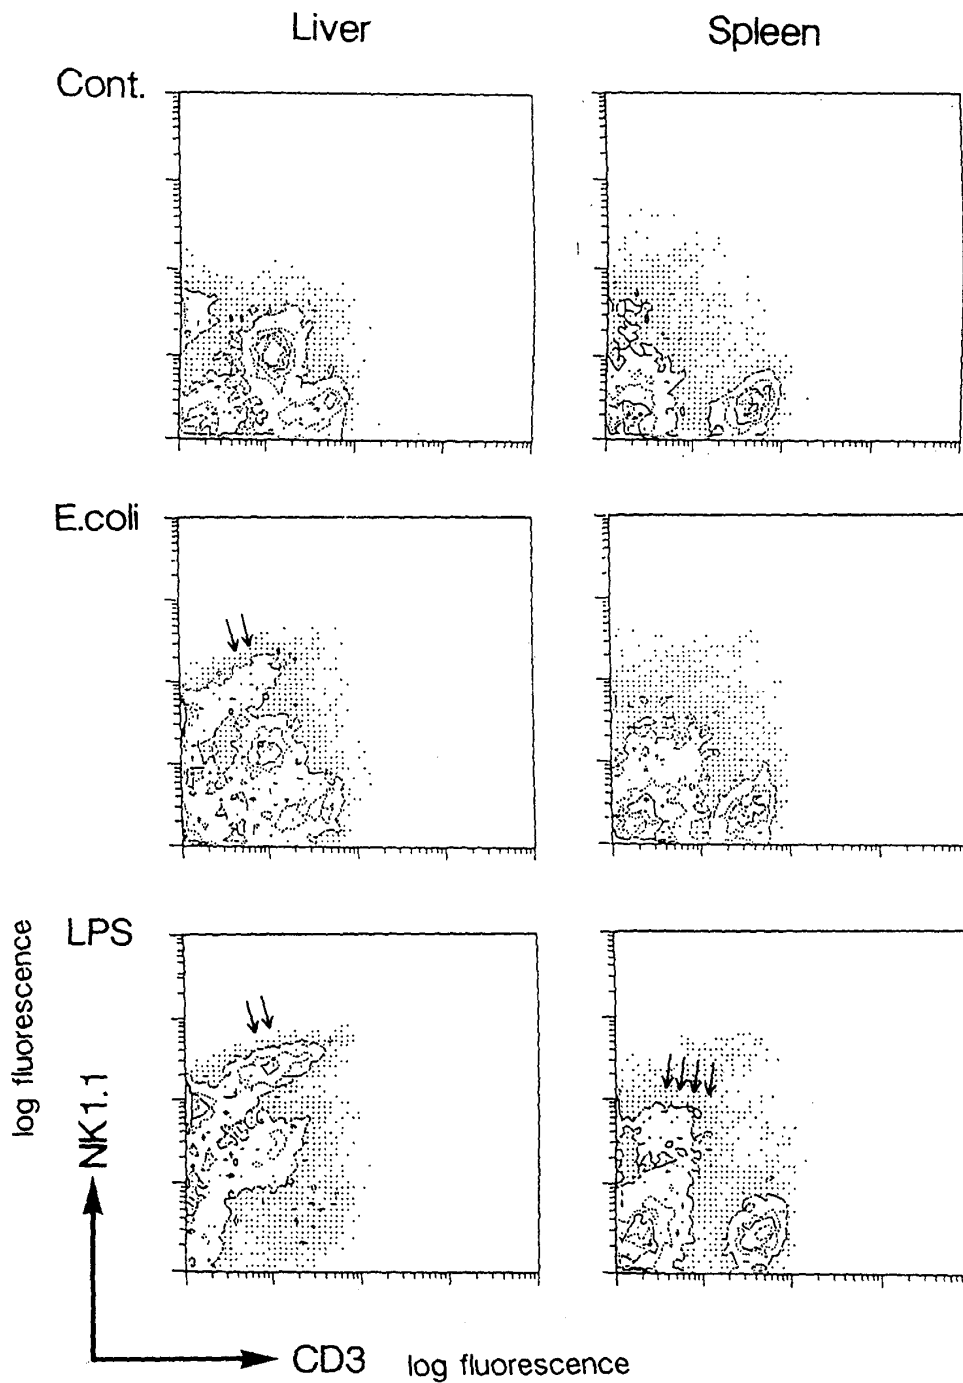 Liver Spleen
Cont.
E.coli
LPS
NK1.1
log fluorescence
CD3 log fluorescence